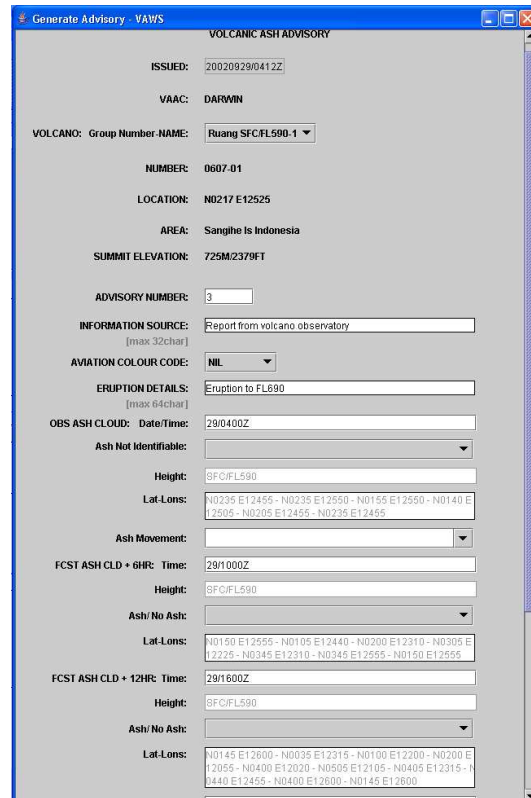 Generate Advisory - VAWS
VOLCANIC ASH ADVISORY
ISSUED: 20020929/0412Z
VAAC: DARWIN
VOLCANO: Group Number-NAME: Ruang SFC/FL590-1
NUMBER: 0607-01
LOCATION: N0217 E12525
AREA: Sangihe Is Indonesia
SUMMIT ELEVATION: 725M/2379FT
ADVISORY NUMBER: 3
INFORMATION SOURCE: Report from volcano observatory
[max 32char]
AVIATION COLOUR CODE: NIL
ERUPTION DETAILS: Eruption to FL690
[max 64char]
OBS ASH CLOUD: Date/Time: 29/0400Z
Ash Not Identifiable:
Height: SFC/FL590
Lat-Lons: N0235 E12455 - N0235 E12550 - N0155 E12550 - N0140 E
12505 - N0205 E12455 - N0235 E12455
Ash Movement:
FCST ASH CLD + 6HR: Time: 29/1000Z
Height: SFC/FL590
Ash/No Ash:
Lat-Lons: N0150 E12555 - N0105 E12440 - N0200 E12310 - N0305 E
12225 - N0345 E12310 - N0345 E12555 - N0150 E12555
FCST ASH CLD + 12HR: Time: 29/1600Z
Height: SFC/FL590
Ash/No Ash:
Lat-Lons: N0145 E12600 - N0035 E12315 - N0100 E12200 - N0200 E
12055 - N0400 E12020 - N0505 E12105 - N0405 E12315 - N
0440 E12455 - N0400 E12600 - N0145 E12600